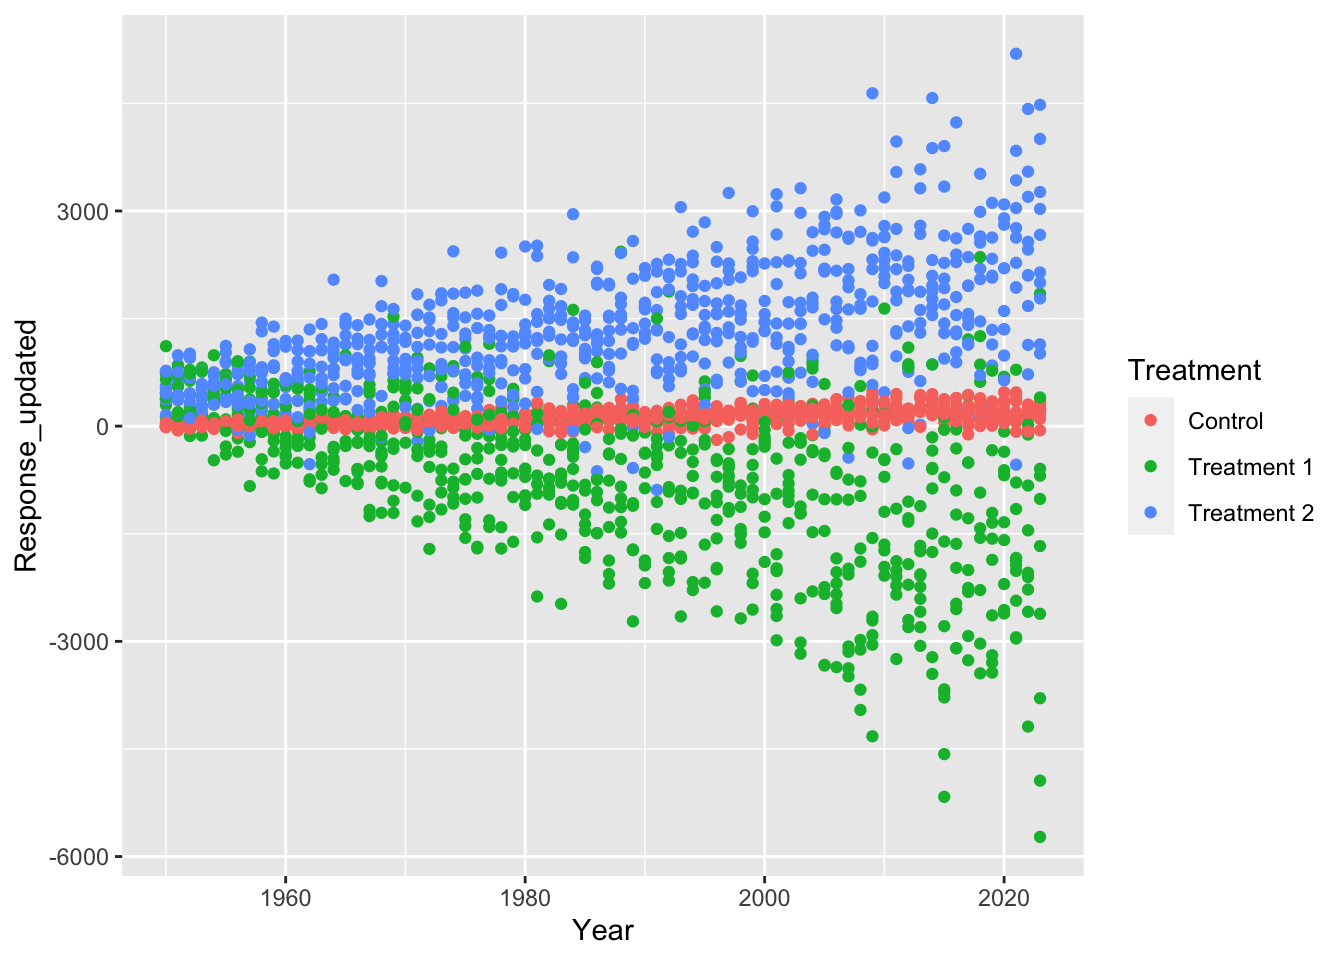 Response_updated
3000
0
-3000
-6000
1960
1980
2000
2020
Year
Treatment
Control
Treatment 1
Treatment 2